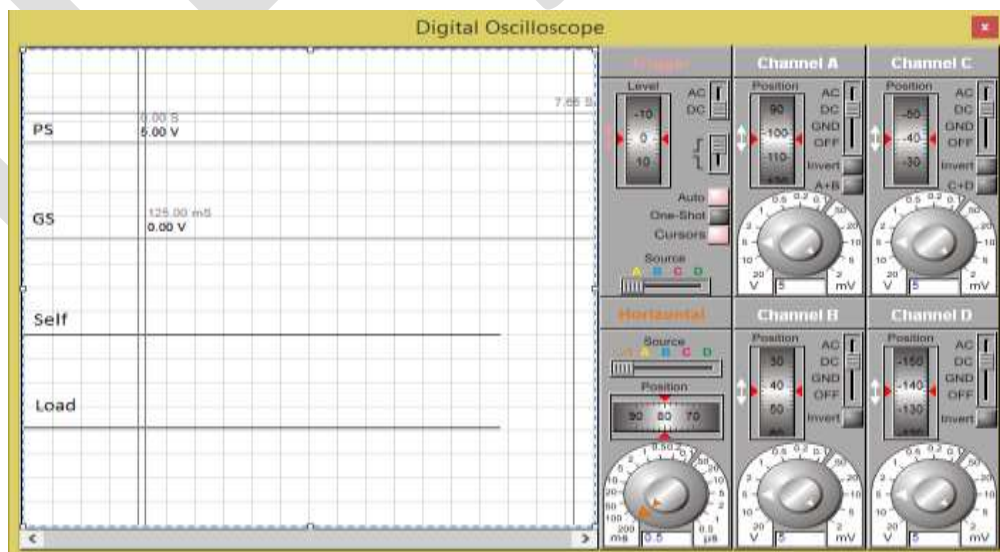 Digital Oscilloscope
7.65 S
0.00 S
PS
5.00 V
GS
125.00 mS
0.00 V
Self
Load
Trigger
Level
AC
DC
-10
0
10
Auto
One-Shot
Cursors
Source
A B C D
Channel A
Position
AC
DC
GND
OFF
Invert
A+B
90
100
110
V
5
mV
Channel C
Position
AC
DC
GND
OFF
Invert
C+D
-50
-40
-30
V
5
mV
Horizontal
Source
A B C D
Position
90 80 70
ms
0.5
µs
Channel B
Position
AC
DC
GND
OFF
Invert
30
40
50
V
5
mV
Channel D
Position
AC
DC
GND
OFF
Invert
-150
-140
-130
V
5
mV